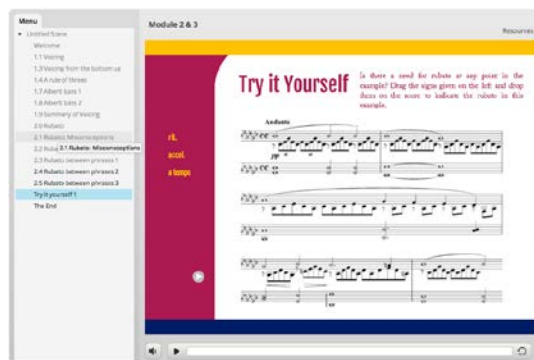 Menu
Module 2 & 3
Resources
Untitled Scene
Welcome
1.1 Voicing
1.3 Voicing from the bottom up
1.4 A rule of threes
1.7 Alberti bass 1
1.8 Alberti bass 2
1.9 Summary of Voicing
2.0 Rubato
2.1 Rubato: Misconceptions
2.1 Rubato: Misconceptions
2.3 Rubato between phrases 1
2.4 Rubato between phrases 2
2.5 Rubato between phrases 3
Try it yourself 1
The End
Try it Yourself
Is there a need for rubato at any point in the
example? Drag the signs given on the left and drop
them on the score to indicate the rubato in this
example.
rit.
accel.
a tempo
Andante
pp